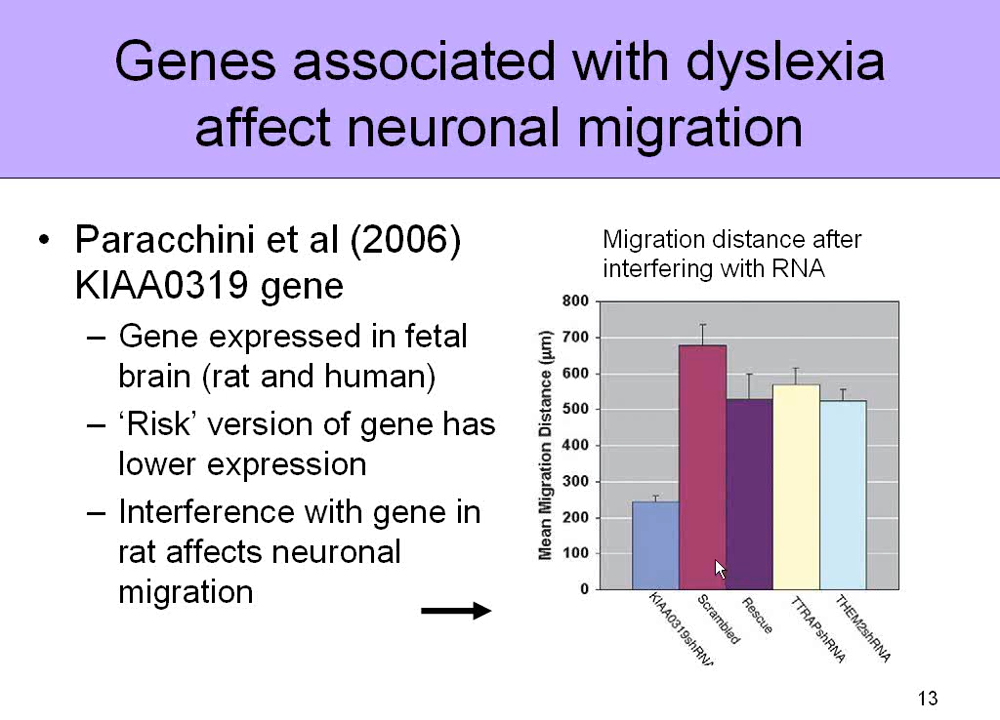 Genes associated with dyslexia
affect neuronal migration
• Paracchini et al (2006)
KIAA0319 gene
– Gene expressed in fetal
brain (rat and human)
– ‘Risk’ version of gene has
lower expression
– Interference with gene in
rat affects neuronal
migration
Migration distance after
interfering with RNA
Mean Migration Distance (µm)
800
700
600
500
400
300
200
100
0
KIAA0319shRNA
Scrambled
Rescue
TTRAPshRNA
THEM2shRNA
13